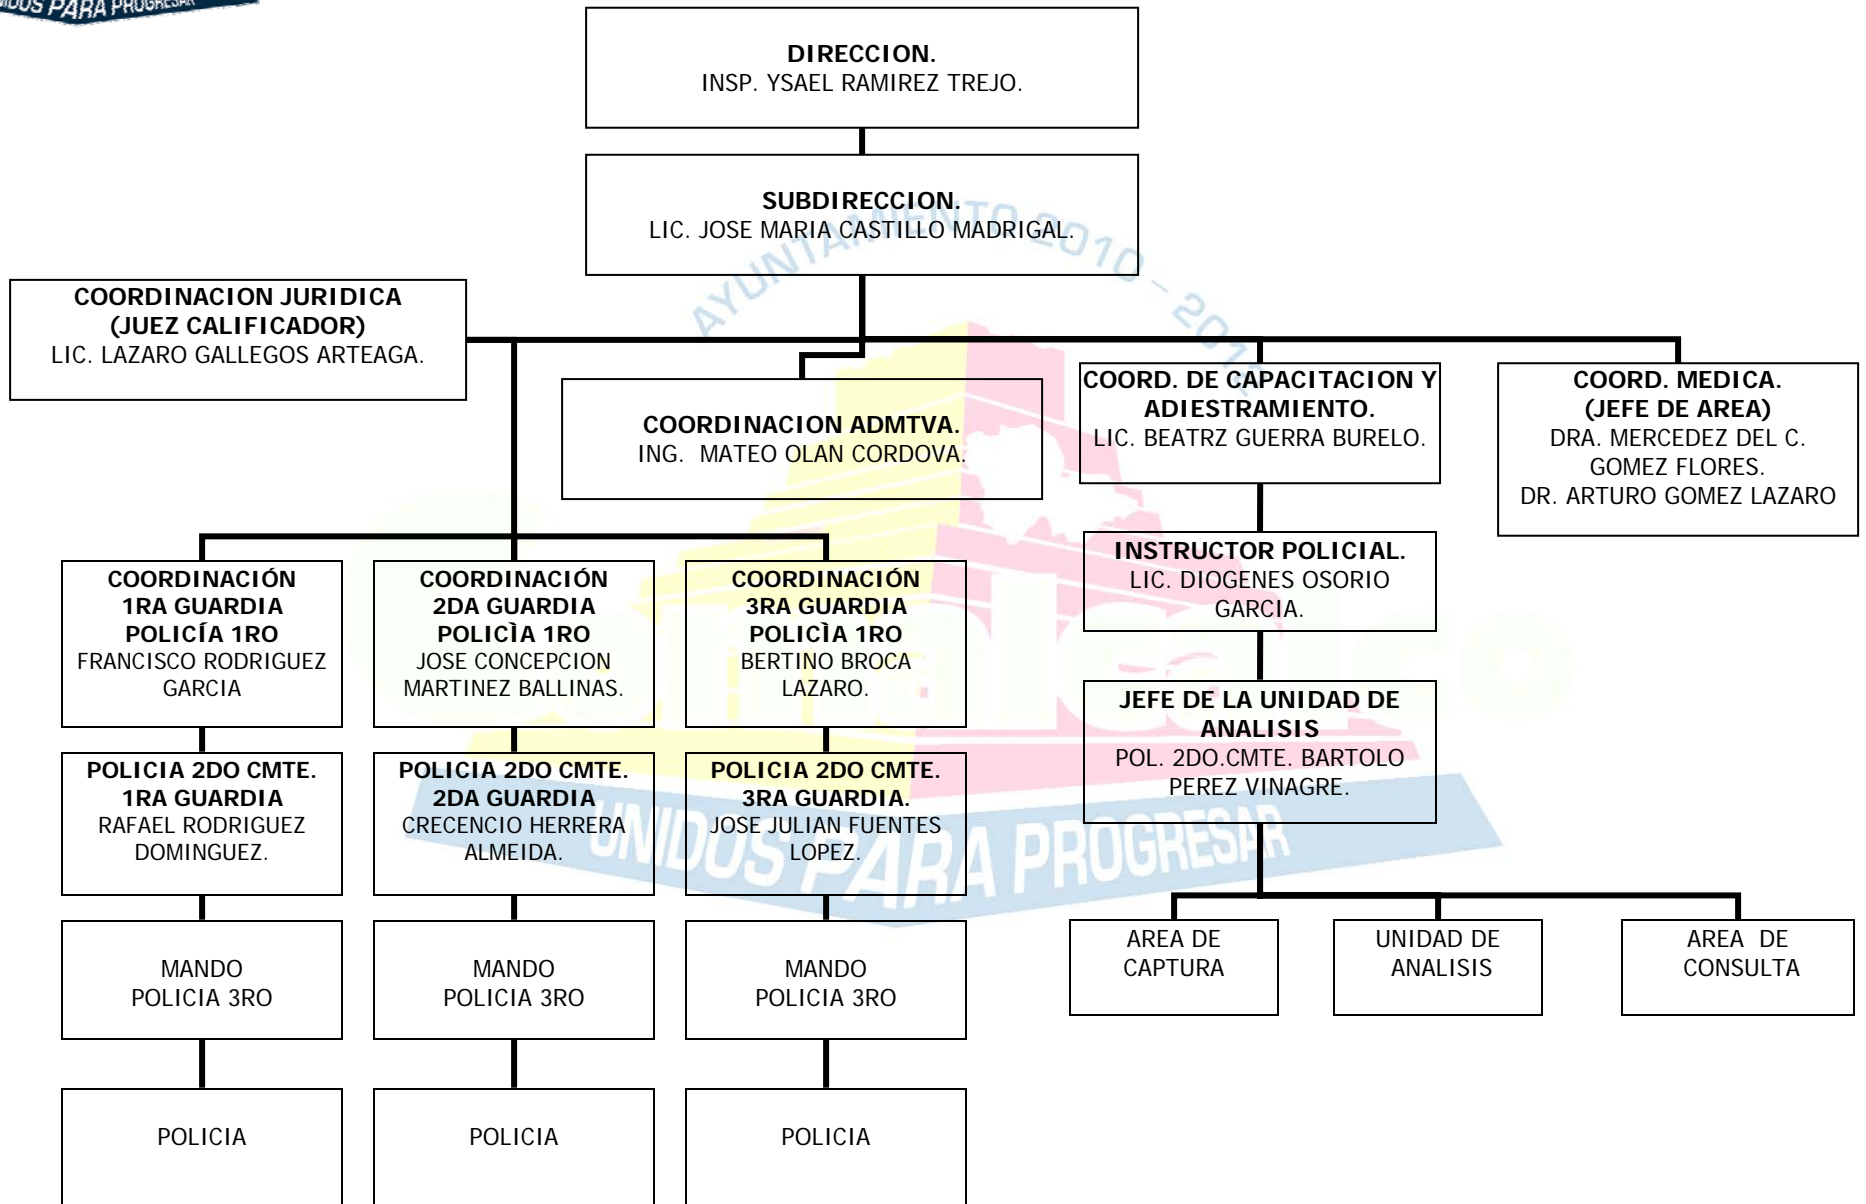 UNIDOS PARA PROGRESAR
DIRECCION.
INSP. YSAEL RAMIREZ TREJO.
SUBDIRECCION.
LIC. JOSE MARIA CASTILLO MADRIGAL.
AYUNTAMIENTO 2010 - 2012
COORDINACION JURIDICA
(JUEZ CALIFICADOR)
LIC. LAZARO GALLEGOS ARTEAGA.
COORDINACION ADMTVA.
ING.  MATEO OLAN CORDOVA.
COORD. DE CAPACITACION Y
ADIESTRAMIENTO.
LIC. BEATRZ GUERRA BURELO.
COORD. MEDICA.
(JEFE DE AREA)
DRA. MERCEDEZ DEL C.
GOMEZ FLORES.
DR. ARTURO GOMEZ LAZARO
COORDINACIÓN
1RA GUARDIA
POLICÍA 1RO
FRANCISCO RODRIGUEZ
GARCIA
COORDINACIÓN
2DA GUARDIA
POLICÌA 1RO
JOSE CONCEPCION
MARTINEZ BALLINAS.
COORDINACIÓN
3RA GUARDIA
POLICÌA 1RO
BERTINO BROCA
LAZARO.
INSTRUCTOR POLICIAL.
LIC. DIOGENES OSORIO
GARCIA.
Comalcalco
JEFE DE LA UNIDAD DE
ANALISIS
POL. 2DO.CMTE. BARTOLO
PEREZ VINAGRE.
POLICIA 2DO CMTE.
1RA GUARDIA
RAFAEL RODRIGUEZ
DOMINGUEZ.
POLICIA 2DO CMTE.
2DA GUARDIA
CRECENCIO HERRERA
ALMEIDA.
POLICIA 2DO CMTE.
3RA GUARDIA.
JOSE JULIAN FUENTES
LOPEZ.
UNIDOS PARA PROGRESAR
MANDO
POLICIA 3RO
MANDO
POLICIA 3RO
MANDO
POLICIA 3RO
AREA DE
CAPTURA
UNIDAD DE
ANALISIS
AREA  DE
CONSULTA
POLICIA
POLICIA
POLICIA